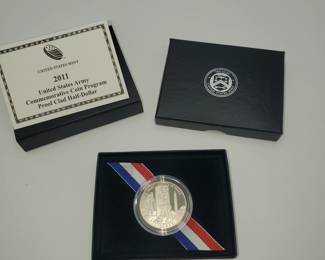 UNITED STATES MINT
2011
United States Army
Commemorative Coin Program
Proof Clad Half-Dollar